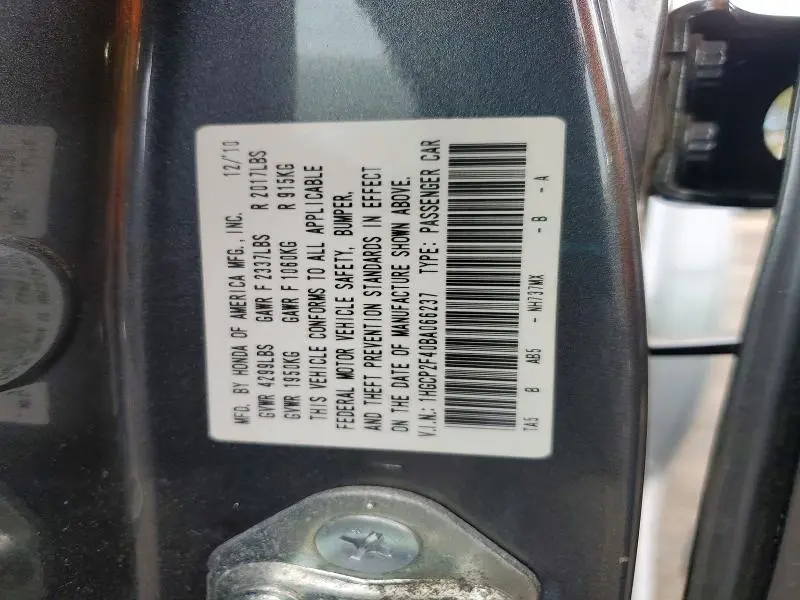 MFD. BY HONDA OF AMERICA MFG., INC. 12/'10
GVWR 4299LBS GAWR F 2337LBS R 2017LBS
GVWR 1950KG GAWR F 1060KG R 915KG
THIS VEHICLE CONFORMS TO ALL APPLICABLE
FEDERAL MOTOR VEHICLE SAFETY, BUMPER,
AND THEFT PREVENTION STANDARDS IN EFFECT
ON THE DATE OF MANUFACTURE SHOWN ABOVE.
V.I.N.: 1HGCP2F40BA066237 TYPE: PASSENGER CAR
TA5 B AB5 - NH737MX - B - A